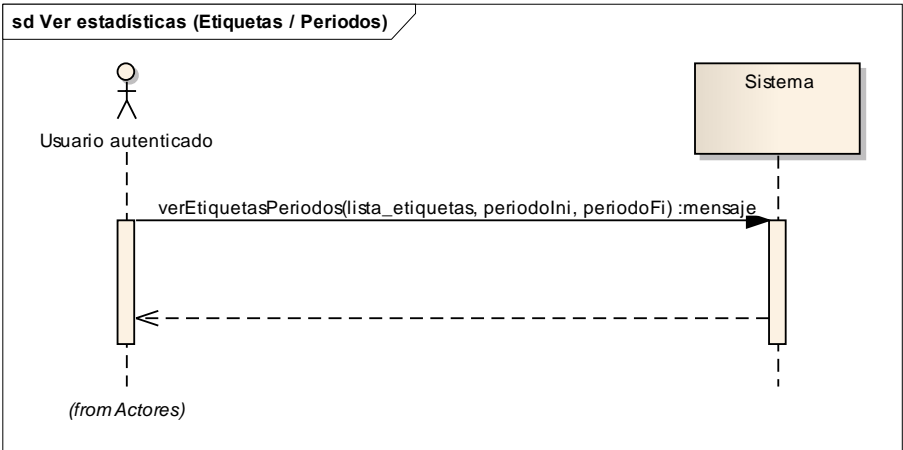 sd Ver estadísticas (Etiquetas / Periodos)
Sistema
Usuario autenticado
verEtiquetasPeriodos(lista_etiquetas, periodoIni, periodoFi) :mensaje
(from Actores)